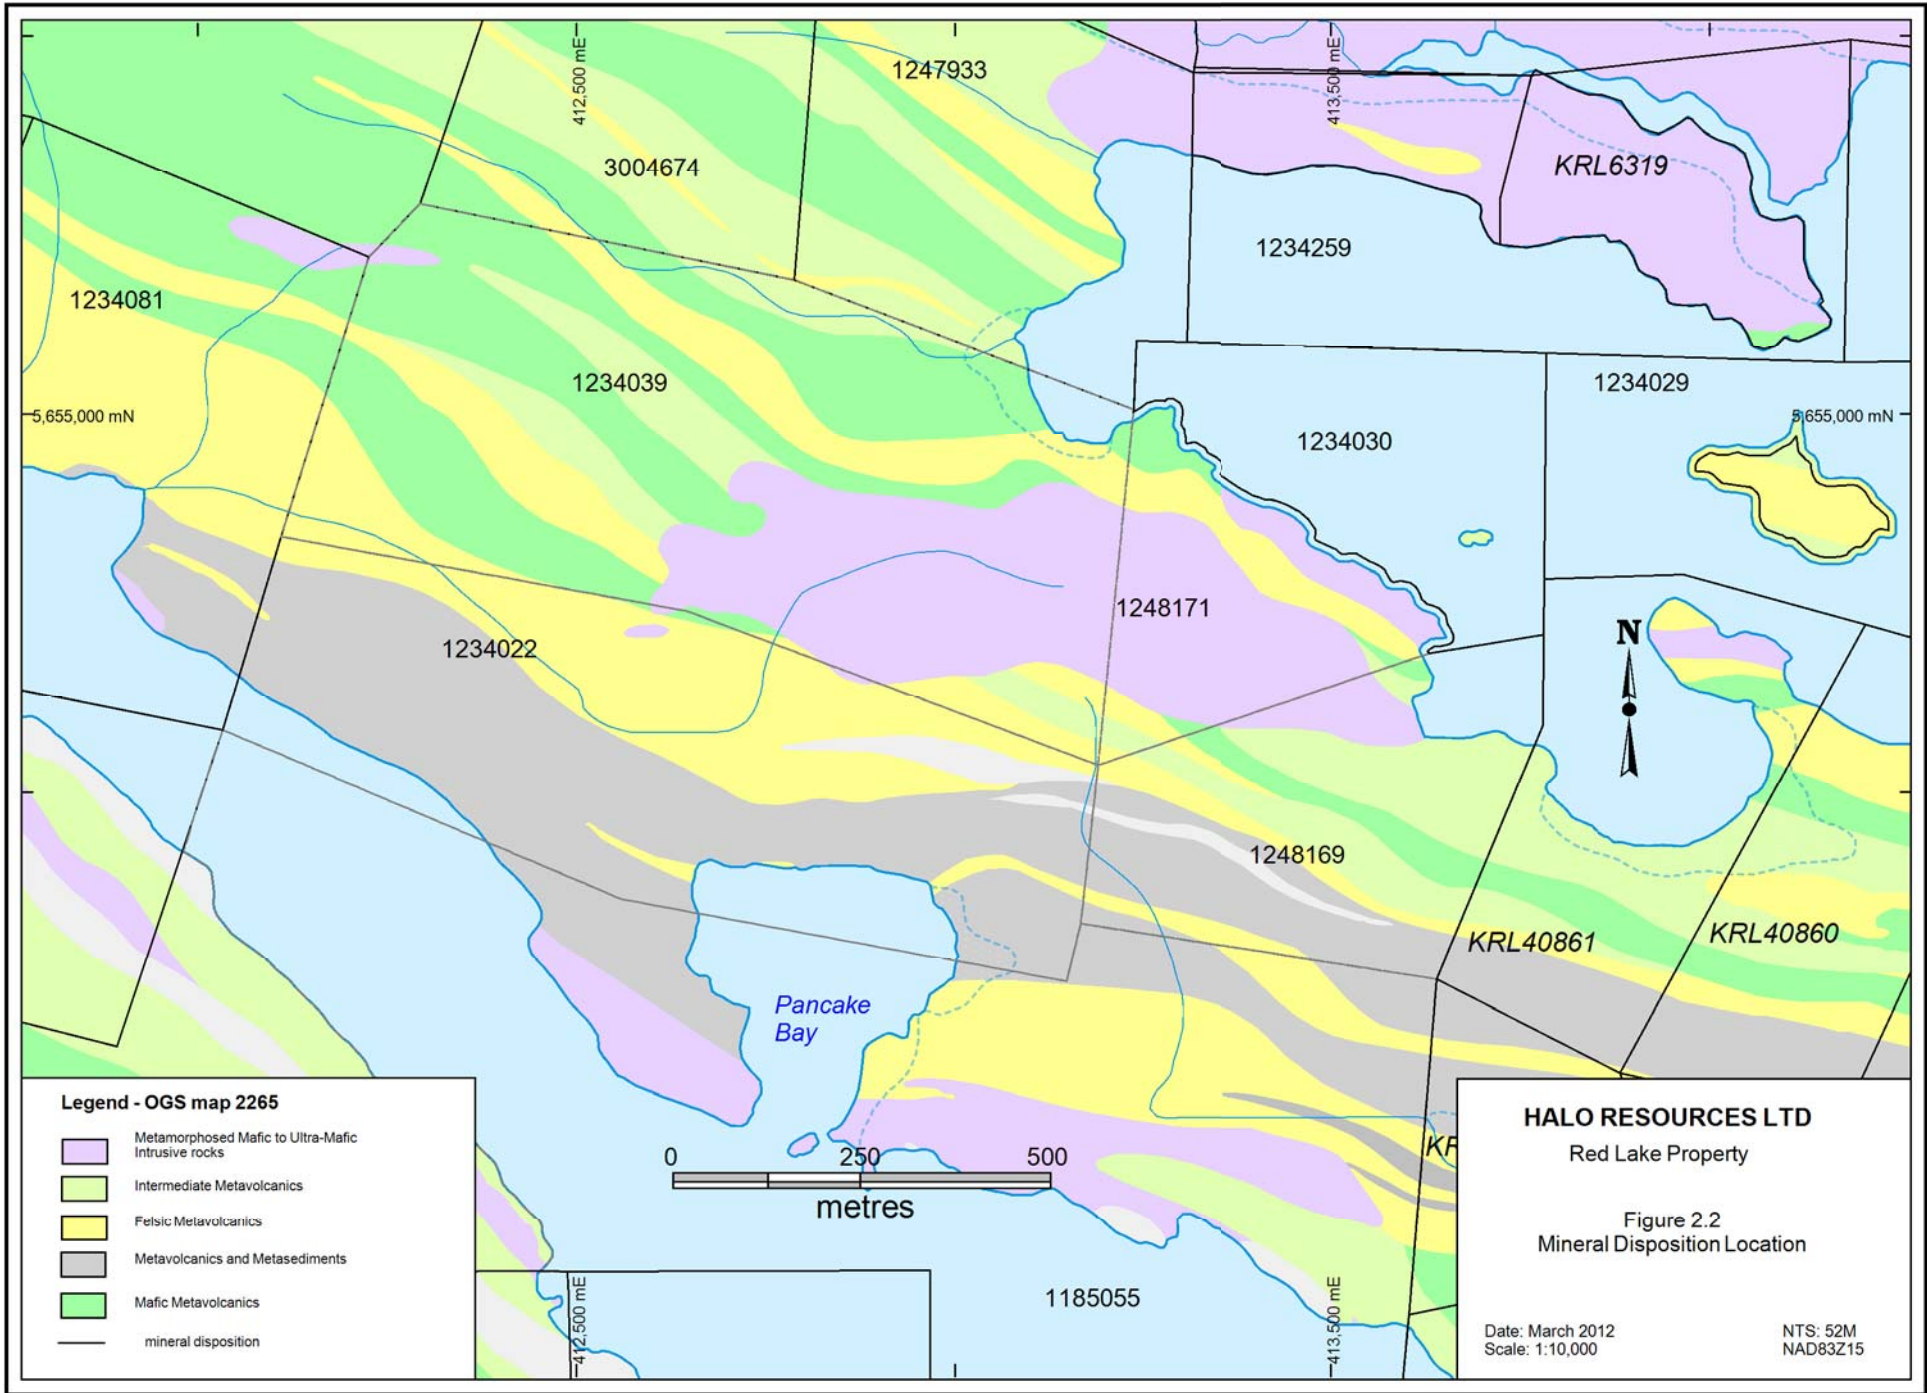 1247933
412,500 mE
413,500 mE
3004674
KRL6319
1234259
1234081
1234039
1234029
5,655,000 mN
5,655,000 mN
1234030
1248171
N
1234022
1248169
KRL40861
KRL40860
Pancake
Bay
KR
0 250 500
metres
1185055
412,500 mE
413,500 mE
Legend - OGS map 2265
Metamorphosed Mafic to Ultra-Mafic
Intrusive rocks
Intermediate Metavolcanics
Felsic Metavolcanics
Metavolcanics and Metasediments
Mafic Metavolcanics
mineral disposition
HALO RESOURCES LTD
Red Lake Property
Figure 2.2
Mineral Disposition Location
Date: March 2012 NTS: 52M
Scale: 1:10,000 NAD83Z15